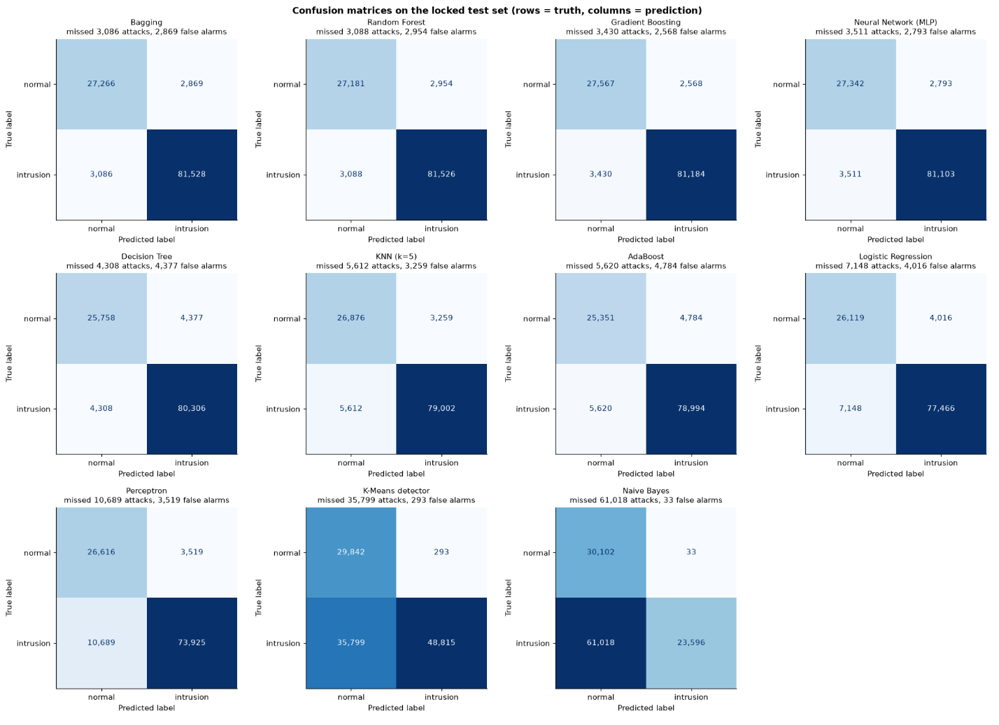 Confusion matrices on the locked test set (rows = truth, columns = prediction)
Bagging
missed 3,086 attacks, 2,869 false alarms
True label
normal
27,266
2,869
intrusion
3,086
81,528
normal
intrusion
Predicted label
Random Forest
missed 3,088 attacks, 2,954 false alarms
True label
normal
27,181
2,954
intrusion
3,088
81,526
normal
intrusion
Predicted label
Gradient Boosting
missed 3,430 attacks, 2,568 false alarms
True label
normal
27,567
2,568
intrusion
3,430
81,184
normal
intrusion
Predicted label
Neural Network (MLP)
missed 3,511 attacks, 2,793 false alarms
True label
normal
27,342
2,793
intrusion
3,511
81,103
normal
intrusion
Predicted label
Decision Tree
missed 4,308 attacks, 4,377 false alarms
True label
normal
25,758
4,377
intrusion
4,308
80,306
normal
intrusion
Predicted label
KNN (k=5)
missed 5,612 attacks, 3,259 false alarms
True label
normal
26,876
3,259
intrusion
5,612
79,002
normal
intrusion
Predicted label
AdaBoost
missed 5,620 attacks, 4,784 false alarms
True label
normal
25,351
4,784
intrusion
5,620
78,994
normal
intrusion
Predicted label
Logistic Regression
missed 7,148 attacks, 4,016 false alarms
True label
normal
26,119
4,016
intrusion
7,148
77,466
normal
intrusion
Predicted label
Perceptron
missed 10,689 attacks, 3,519 false alarms
True label
normal
26,616
3,519
intrusion
10,689
73,925
normal
intrusion
Predicted label
K-Means detector
missed 35,799 attacks, 293 false alarms
True label
normal
29,842
293
intrusion
35,799
48,815
normal
intrusion
Predicted label
Naive Bayes
missed 61,018 attacks, 33 false alarms
True label
normal
30,102
33
intrusion
61,018
23,596
normal
intrusion
Predicted label